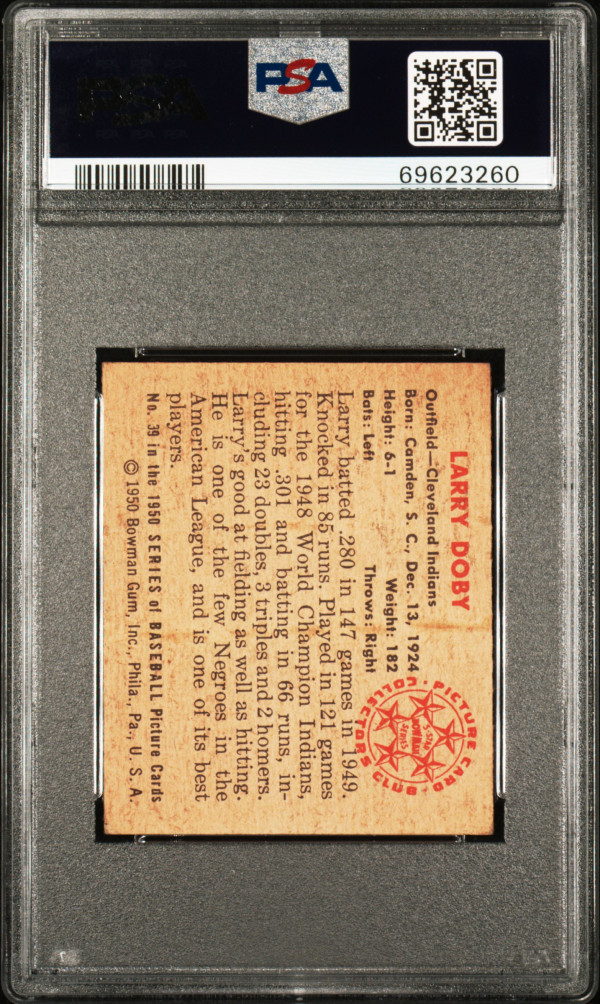 PSA
69623260
LARRY DOBY
Outfield—Cleveland Indians
Born: Camden, S. C., Dec. 13, 1924
Height: 6-1 Weight: 182
Bats: Left Throws: Right
PICTURE CARD
COLLECTORS CLUB
5-STAR
BOWMAN
SERIES
Larry batted .280 in 147 games in 1949.
Knocked in 85 runs. Played in 121 games
for the 1948 World Champion Indians,
hitting .301 and batting in 66 runs, in-
cluding 23 doubles, 3 triples and 2 homers.
Larry's good at fielding as well as hitting.
He is one of the few Negroes in the
American League, and is one of its best
players.
No. 39 in the 1950 SERIES of BASEBALL Picture Cards
© 1950 Bowman Gum, Inc., Phila., Pa., U. S. A.